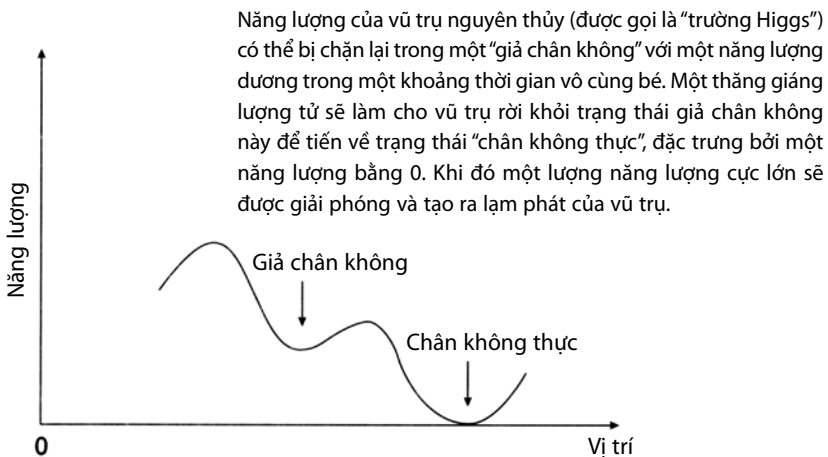 Năng lượng của vũ trụ nguyên thủy (được gọi là “trường Higgs”)
có thể bị chặn lại trong một “giả chân không” với một năng lượng
dương trong một khoảng thời gian vô cùng bé. Một thăng giáng
lượng tử sẽ làm cho vũ trụ rời khỏi trạng thái giả chân không
này để tiến về trạng thái “chân không thực”, đặc trưng bởi một
năng lượng bằng 0. Khi đó một lượng năng lượng cực lớn sẽ
được giải phóng và tạo ra lạm phát của vũ trụ.
Năng lượng
Giả chân không
Chân không thực
0
Vị trí